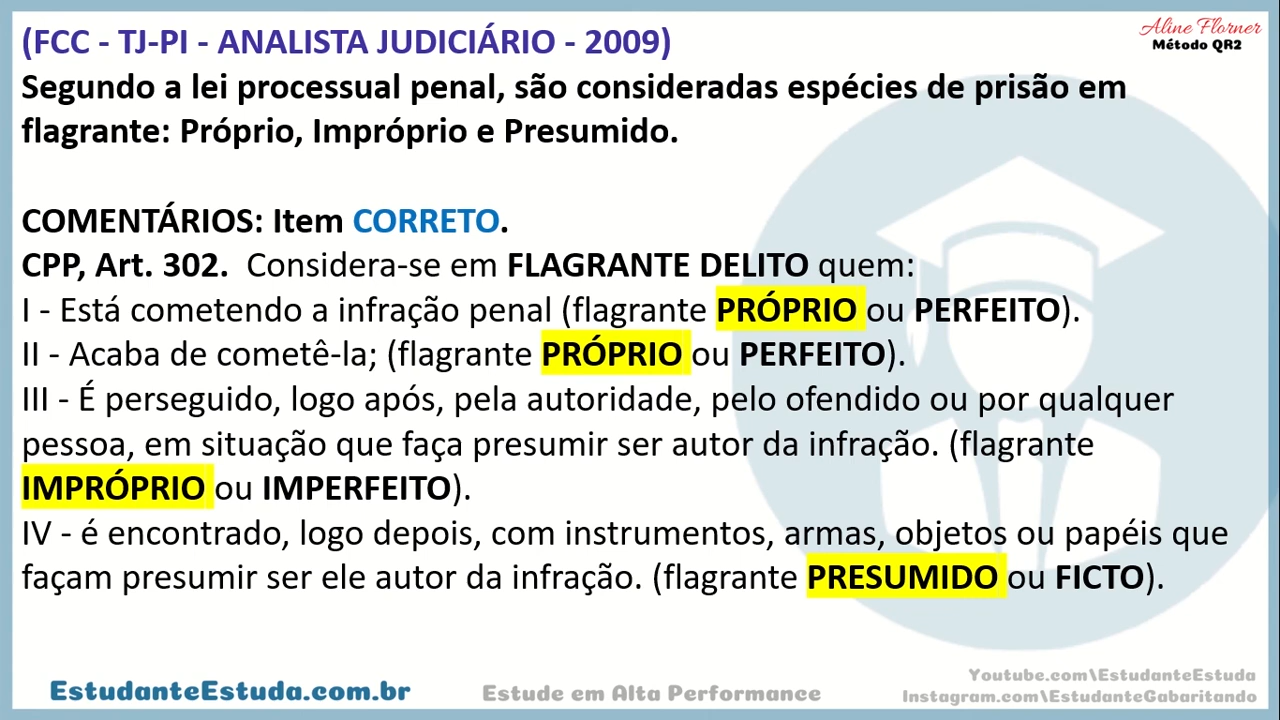 (FCC - TJ-PI - ANALISTA JUDICIÁRIO - 2009)
Aline Florner
Método QR2
Segundo a lei processual penal, são consideradas espécies de prisão em
flagrante: Próprio, Impróprio e Presumido.
COMENTÁRIOS: Item CORRETO.
CPP, Art. 302.  Considera-se em FLAGRANTE DELITO quem:
I - Está cometendo a infração penal (flagrante PRÓPRIO ou PERFEITO).
II - Acaba de cometê-la; (flagrante PRÓPRIO ou PERFEITO).
III - É perseguido, logo após, pela autoridade, pelo ofendido ou por qualquer
pessoa, em situação que faça presumir ser autor da infração. (flagrante
IMPRÓPRIO ou IMPERFEITO).
IV - é encontrado, logo depois, com instrumentos, armas, objetos ou papéis que
façam presumir ser ele autor da infração. (flagrante PRESUMIDO ou FICTO).
EstudanteEstuda.com.br
Estude em Alta Performance
Youtube.com\EstudanteEstuda
Instagram.com\EstudanteGabaritando